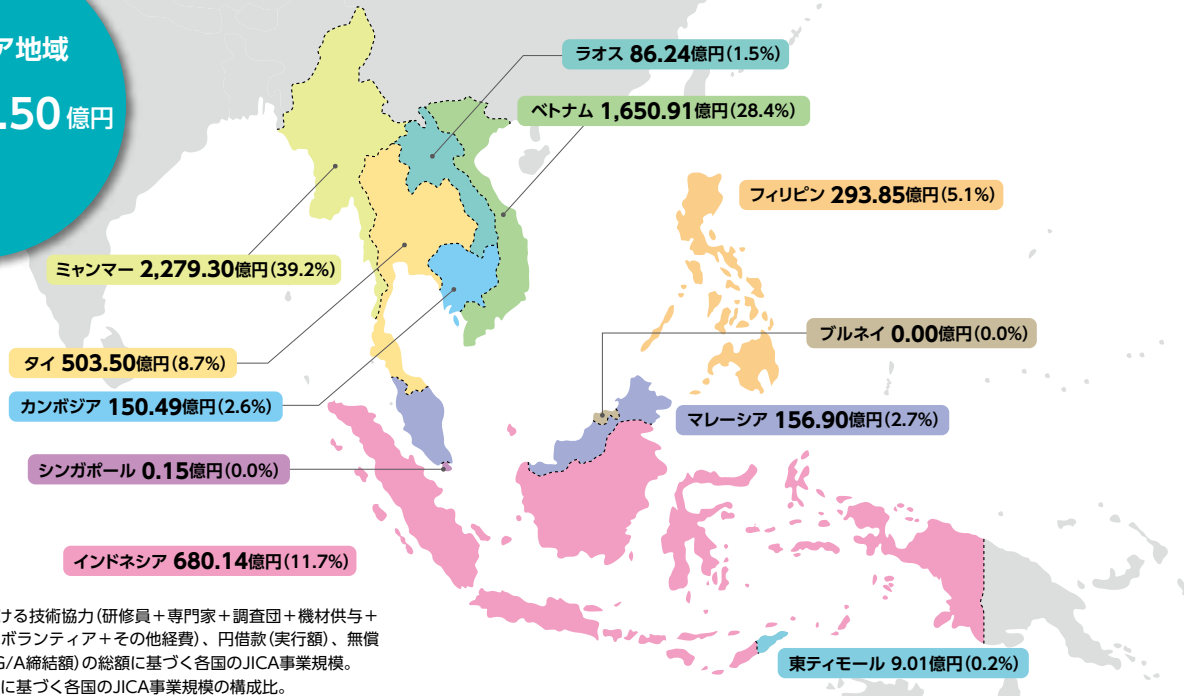 ア地域
.50億円
ラオス 86.24億円(1.5%)
ベトナム 1,650.91億円(28.4%)
フィリピン 293.85億円(5.1%)
ミャンマー 2,279.30億円(39.2%)
ブルネイ 0.00億円(0.0%)
タイ 503.50億円(8.7%)
カンボジア 150.49億円(2.6%)
マレーシア 156.90億円(2.7%)
シンガポール 0.15億円(0.0%)
インドネシア 680.14億円(11.7%)
東ティモール 9.01億円(0.2%)
ける技術協力(研修員+専門家+調査団+機材供与+
ボランティア+その他経費)、円借款(実行額)、無償
G/A締結額)の総額に基づく各国のJICA事業規模。
に基づく各国のJICA事業規模の構成比。